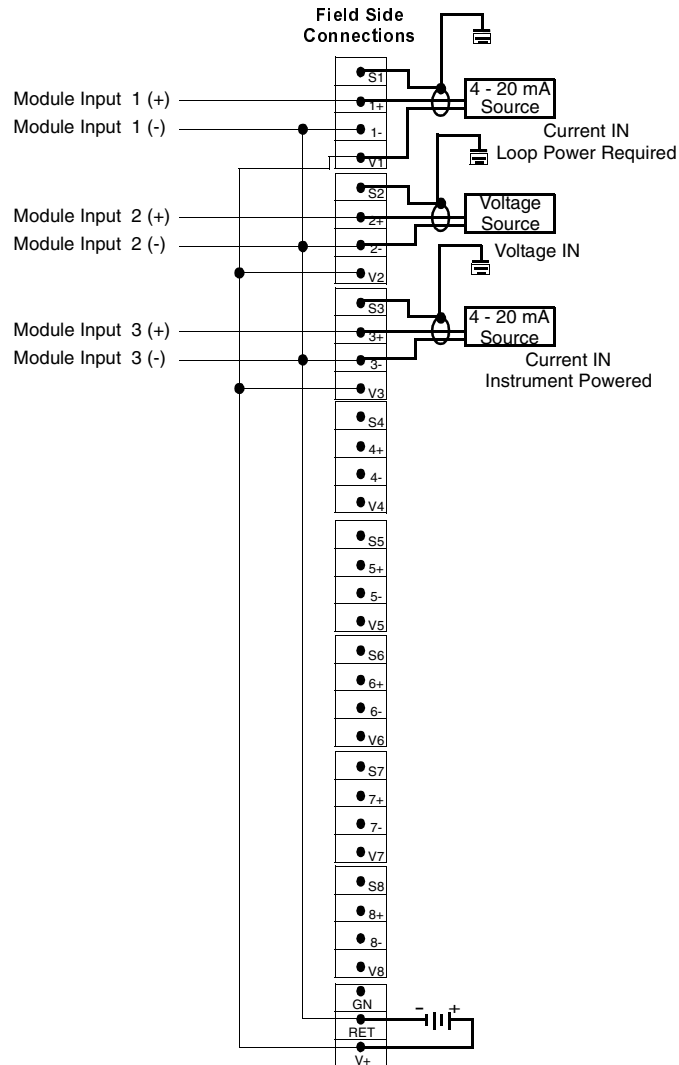 Field Side
Connections
S1
4 - 20 mA
Source
Module Input 1 (+)
1+
Module Input 1 (-)
1-
Current IN
Loop Power Required
V1
S2
Voltage
Source
Module Input 2 (+)
2+
Module Input 2 (-)
2-
Voltage IN
V2
S3
4 - 20 mA
Source
Module Input 3 (+)
3+
Module Input 3 (-)
3-
Current IN
Instrument Powered
V3
S4
4+
4-
V4
S5
5+
5-
V5
S6
6+
6-
V6
S7
7+
7-
V7
S8
8+
8-
V8
GN
- +
RET
V+